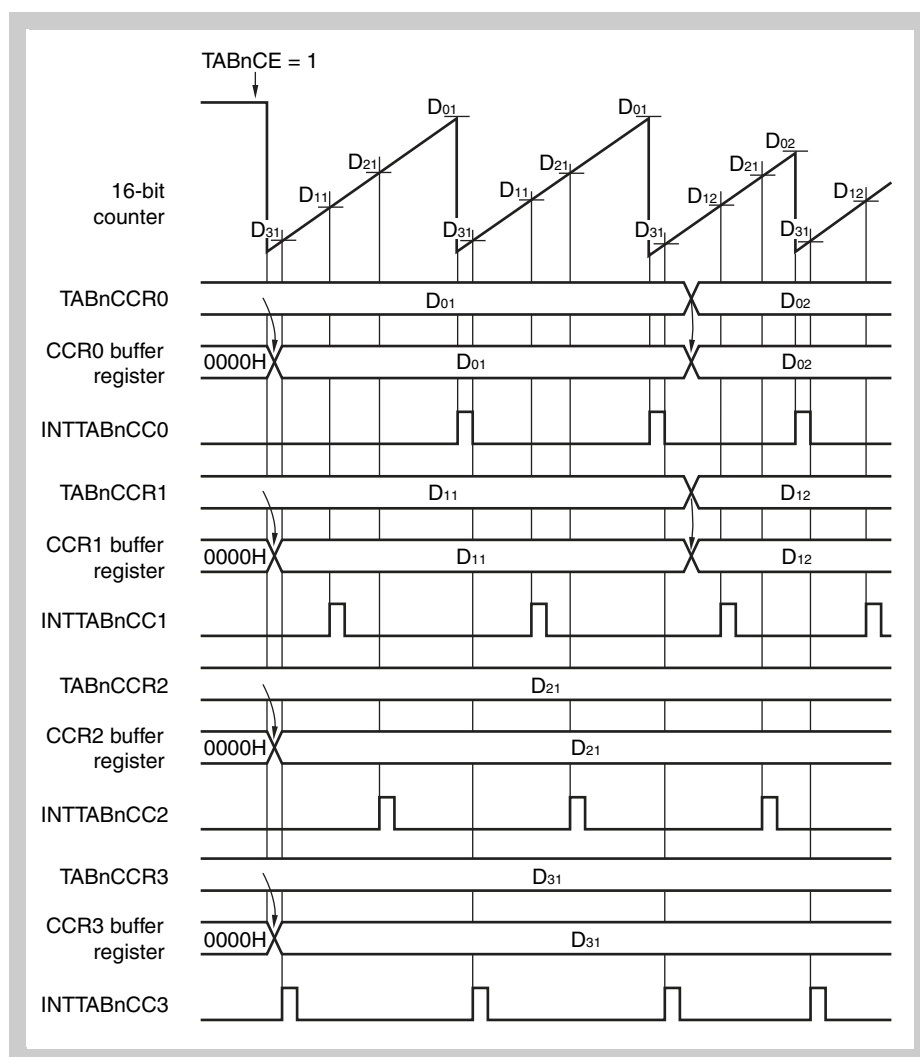 TABnCE = 1
D01 D01
D02
D21 D21 D21
D11 D11 D12 D12
16-bit
counter
D31 D31 D31 D31
TABnCCR0 D01 D02
CCR0 buffer
register
0000H D01 D02
INTTABnCC0
TABnCCR1 D11 D12
CCR1 buffer
register
0000H D11 D12
INTTABnCC1
TABnCCR2 D21
CCR2 buffer
register
0000H D21
INTTABnCC2
TABnCCR3 D31
CCR3 buffer
register
0000H D31
INTTABnCC3